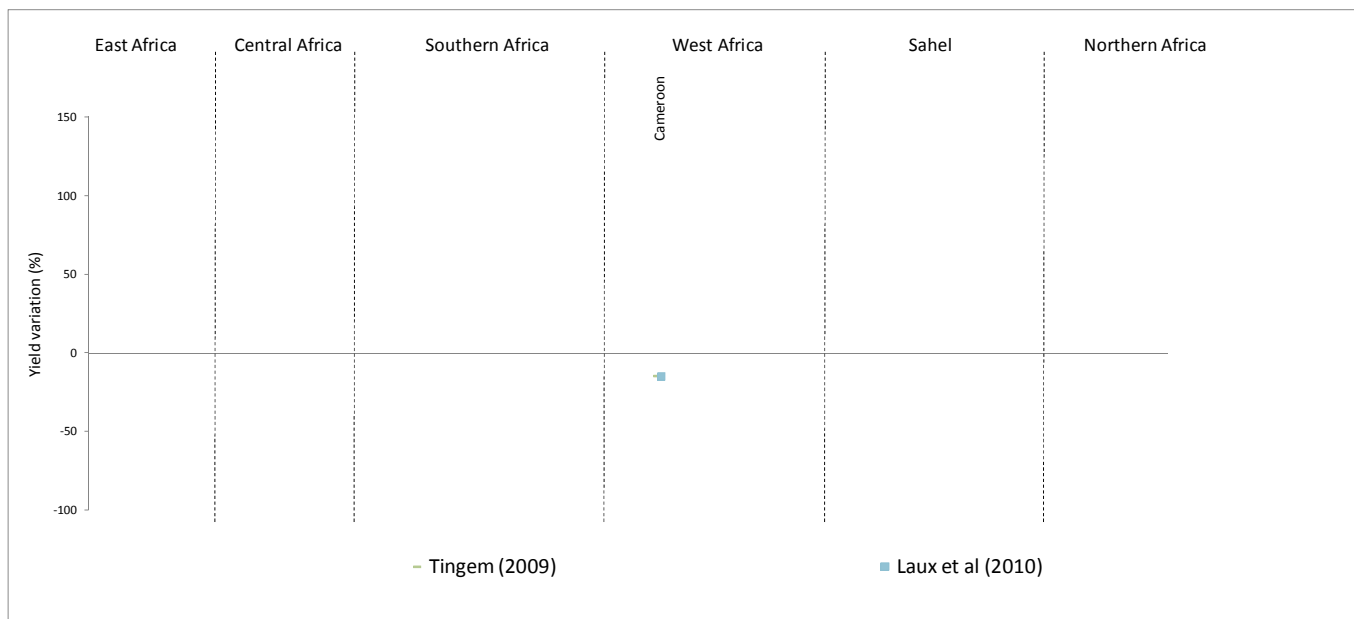 East Africa Central Africa Southern Africa West Africa Sahel Northern Africa
Cameroon
150
100
50
0
-50
-100
Yield variation (%)
Tingem (2009) Laux et al (2010)